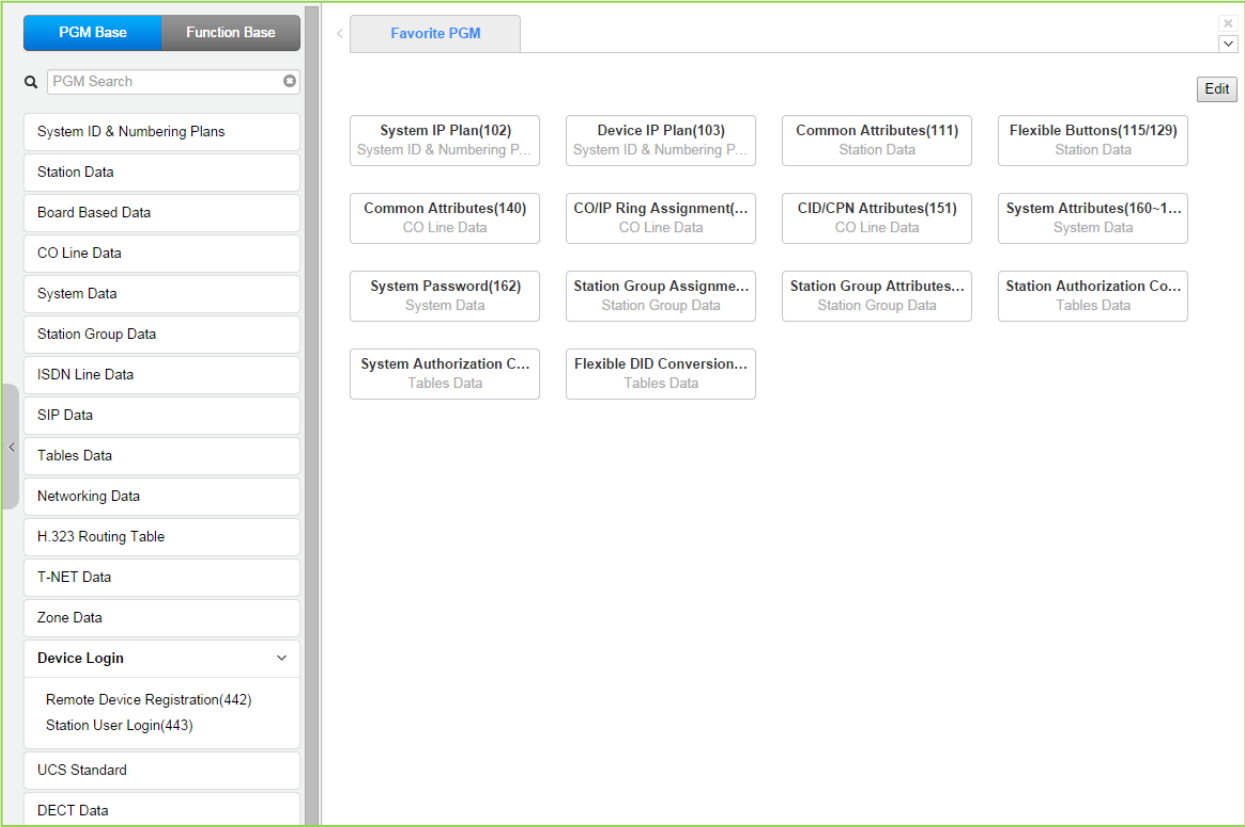 PGM Base
Function Base
PGM Search
System ID & Numbering Plans
Station Data
Board Based Data
CO Line Data
System Data
Station Group Data
ISDN Line Data
SIP Data
Tables Data
Networking Data
H.323 Routing Table
T-NET Data
Zone Data
Device Login
Remote Device Registration(442)
Station User Login(443)
UCS Standard
DECT Data
Favorite PGM
Edit
System IP Plan(102)
System ID & Numbering P...
Device IP Plan(103)
System ID & Numbering P...
Common Attributes(111)
Station Data
Flexible Buttons(115/129)
Station Data
Common Attributes(140)
CO Line Data
CO/IP Ring Assignment(...
CO Line Data
CID/CPN Attributes(151)
CO Line Data
System Attributes(160~1...
System Data
System Password(162)
System Data
Station Group Assignme...
Station Group Data
Station Group Attributes...
Station Group Data
Station Authorization Co...
Tables Data
System Authorization C...
Tables Data
Flexible DID Conversion...
Tables Data